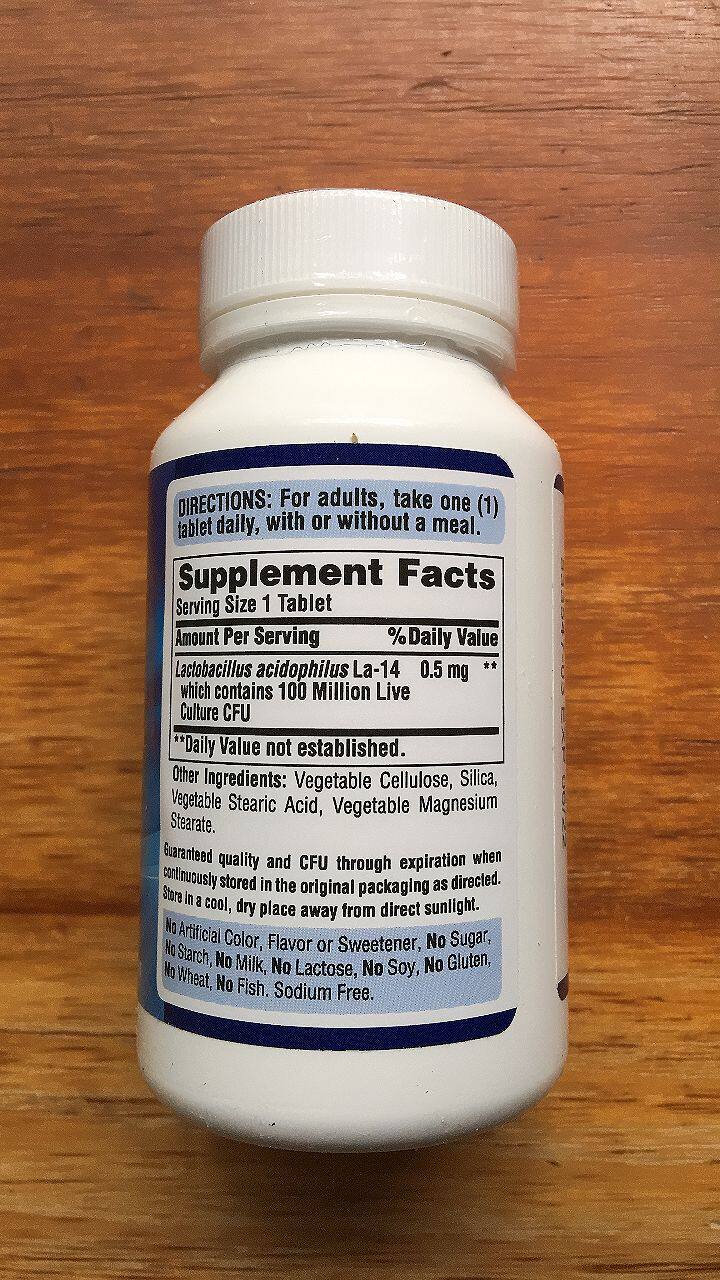 DIRECTIONS: For adults, take one (1)
tablet daily, with or without a meal.
Supplement Facts
Serving Size 1 Tablet
Amount Per Serving %Daily Value
Lactobacillus acidophilus La-14 0.5 mg **
which contains 100 Million Live
Culture CFU
**Daily Value not established.
Other Ingredients: Vegetable Cellulose, Silica,
Vegetable Stearic Acid, Vegetable Magnesium
Stearate.
Guaranteed quality and CFU through expiration when
continuously stored in the original packaging as directed.
Store in a cool, dry place away from direct sunlight.
No Artificial Color, Flavor or Sweetener, No Sugar,
No Starch, No Milk, No Lactose, No Soy, No Gluten,
No Wheat, No Fish. Sodium Free.